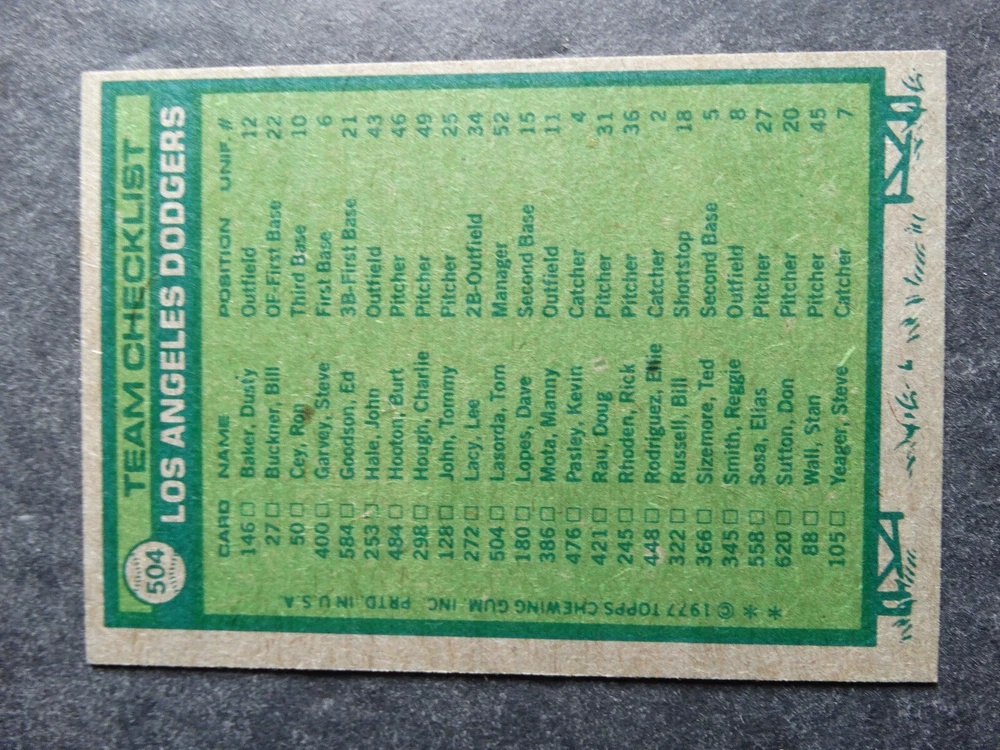 504
TEAM CHECKLIST
LOS ANGELES DODGERS
CARD NAME POSITION UNIF. #
146 □ Baker, Dusty Outfield 12
27 □ Buckner, Bill OF-First Base 22
50 □ Cey, Ron Third Base 10
400 □ Garvey, Steve First Base 6
584 □ Goodson, Ed 3B-First Base 21
253 □ Hale, John Outfield 43
484 □ Hooton, Burt Pitcher 46
298 □ Hough, Charlie Pitcher 49
128 □ John, Tommy Pitcher 25
272 □ Lacy, Lee 2B-Outfield 34
504 □ Lasorda, Tom Manager 52
180 □ Lopes, Dave Second Base 15
386 □ Mota, Manny Outfield 11
476 □ Pasley, Kevin Catcher 4
421 □ Rau, Doug Pitcher 31
245 □ Rhoden, Rick Pitcher 36
448 □ Rodriguez, Ellie Catcher 2
322 □ Russell, Bill Shortstop 18
366 □ Sizemore, Ted Second Base 5
345 □ Smith, Reggie Outfield 8
558 □ Sosa, Elias Pitcher 27
620 □ Sutton, Don Pitcher 20
88 □ Wall, Stan Pitcher 45
105 □ Yeager, Steve Catcher 7
** © 1977 TOPPS CHEWING GUM, INC. PRTD. IN U.S.A.